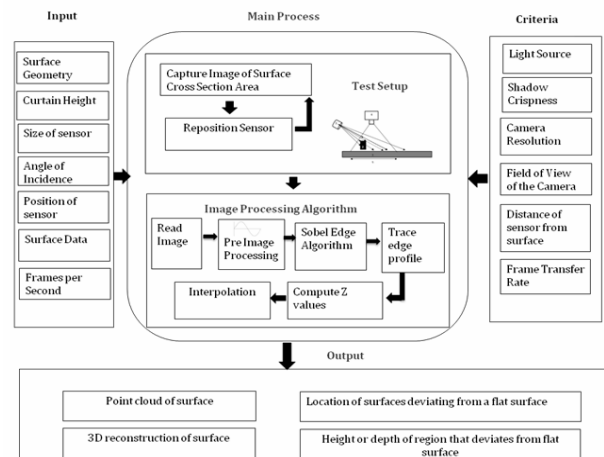 Input
Main Process
Criteria
Surface
Geometry
Curtain Height
Size of sensor
Angle of
Incidence
Position of
sensor
Surface Data
Frames per
Second
Capture Image of Surface
Cross Section Area
Reposition Sensor
Test Setup
Image Processing Algorithm
Read
Image
Pre Image
Processing
Sobel Edge
Algorithm
Trace
edge
profile
Interpolation
Compute Z
values
Light Source
Shadow
Crispness
Camera
Resolution
Field of View
of the Camera
Distance of
sensor from
surface
Frame Transfer
Rate
Output
Point cloud of surface
Location of surfaces deviating from a flat surface
3D reconstruction of surface
Height or depth of region that deviates from flat
surface